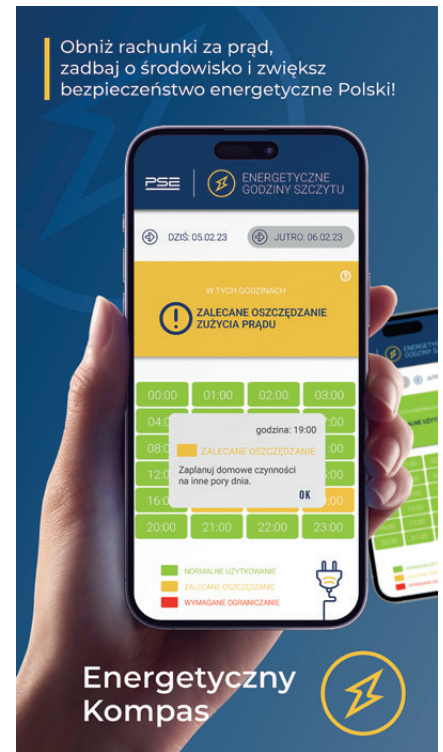 Obniż rachunki za prąd,
zadbaj o środowisko i zwiększ
bezpieczeństwo energetyczne Polski!
PSE
ENERGETYCZNE
GODZINY SZCZYTU
DZIŚ: 05.02.23 JUTRO: 06.02.23
W TYCH GODZINACH
ZALECANE OSZCZĘDZANIE
ZUŻYCIA PRĄDU
00:00 01:00 02:00 03:00
godzina: 19:00
ZALECANE OSZCZĘDZANIE
Zaplanuj domowe czynności
na inne pory dnia.
OK
20:00 21:00 22:00 23:00
NORMALNE UŻYTKOWANIE
ZALECANE OSZCZĘDZANIE
WYMAGANE OGRANICZANIE
Energetyczny
Kompas